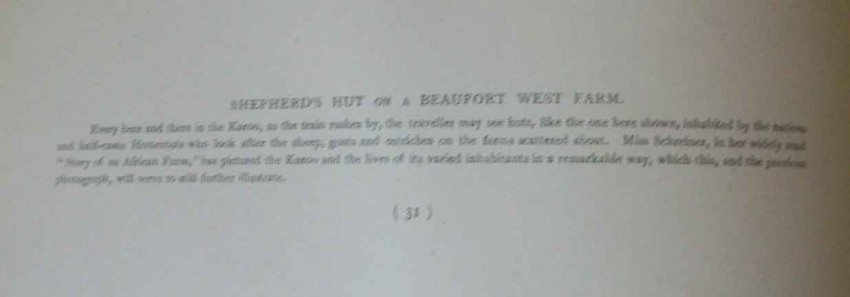 SHEPHERD'S HUT ON A BEAUFORT WEST FARM.
Every here and there in the Karoo, as the train rushes by, the traveller may see huts, like the one here shown, inhabited by the natives
and half-caste Hottentots who look after the sheep, goats and ostriches on the farms scattered about. Miss Schreiner, in her widely read
"Story of an African Farm," has pictured the Karoo and the lives of its varied inhabitants in a remarkable way, which this, and the previous
photograph, will serve to still further illustrate.
( 31 )